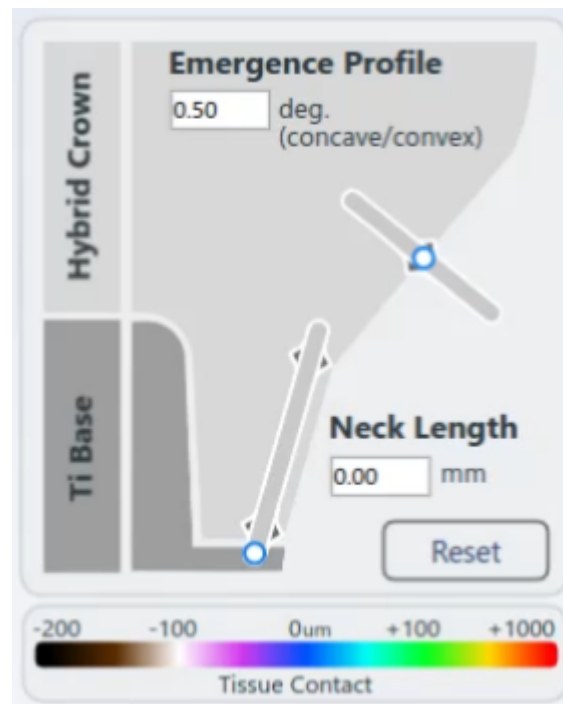 Hybrid Crown
Emergence Profile
0.50 deg.
(concave/convex)
Ti Base
Neck Length
0.00 mm
Reset
-200 -100 0um +100 +1000
Tissue Contact